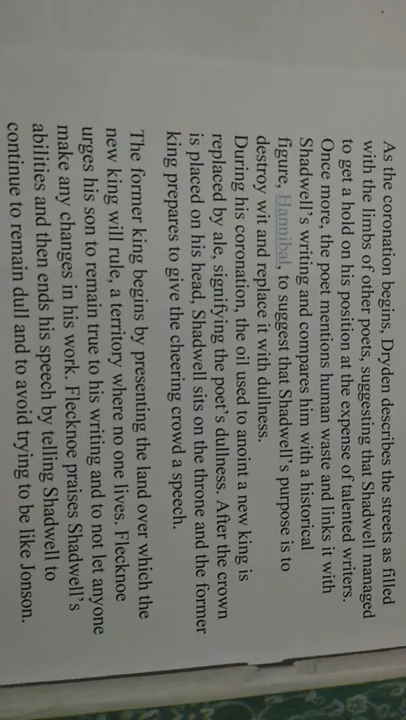 As the coronation begins, Dryden describes the streets as filled
with the limbs of other poets, suggesting that Shadwell managed
to get a hold on his position at the expense of talented writers.
Once more, the poet mentions human waste and links it with
Shadwell's writing and compares him with a historical
figure, Hannibal, to suggest that Shadwell's purpose is to
destroy wit and replace it with dullness.
During his coronation, the oil used to anoint a new king is
replaced by ale, signifying the poet's dullness. After the crown
is placed on his head, Shadwell sits on the throne and the former
king prepares to give the cheering crowd a speech.
The former king begins by presenting the land over which the
new king will rule, a territory where no one lives. Flecknoe
urges his son to remain true to his writing and to not let anyone
make any changes in his work. Flecknoe praises Shadwell's
abilities and then ends his speech by telling Shadwell to
continue to remain dull and to avoid trying to be like Jonson.